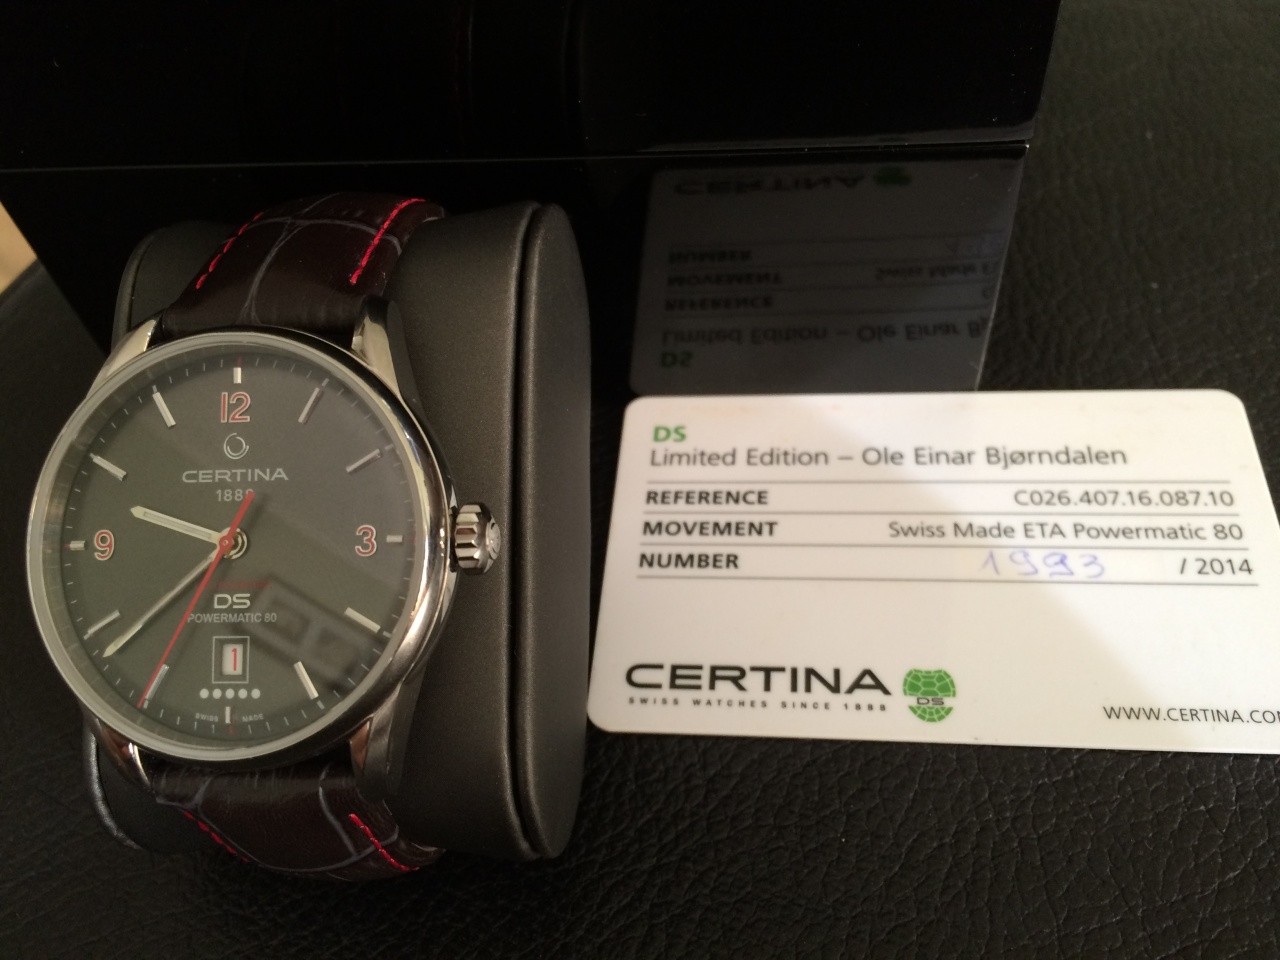 12
CERTINA
1888
9
3
DS
POWERMATIC 80
1
SWISS MADE
DS
Limited Edition – Ole Einar Bjørndalen
REFERENCE C026.407.16.087.10
MOVEMENT Swiss Made ETA Powermatic 80
NUMBER 1993 / 2014
CERTINA
SWISS WATCHES SINCE 1888
DS
WWW.CERTINA.CO